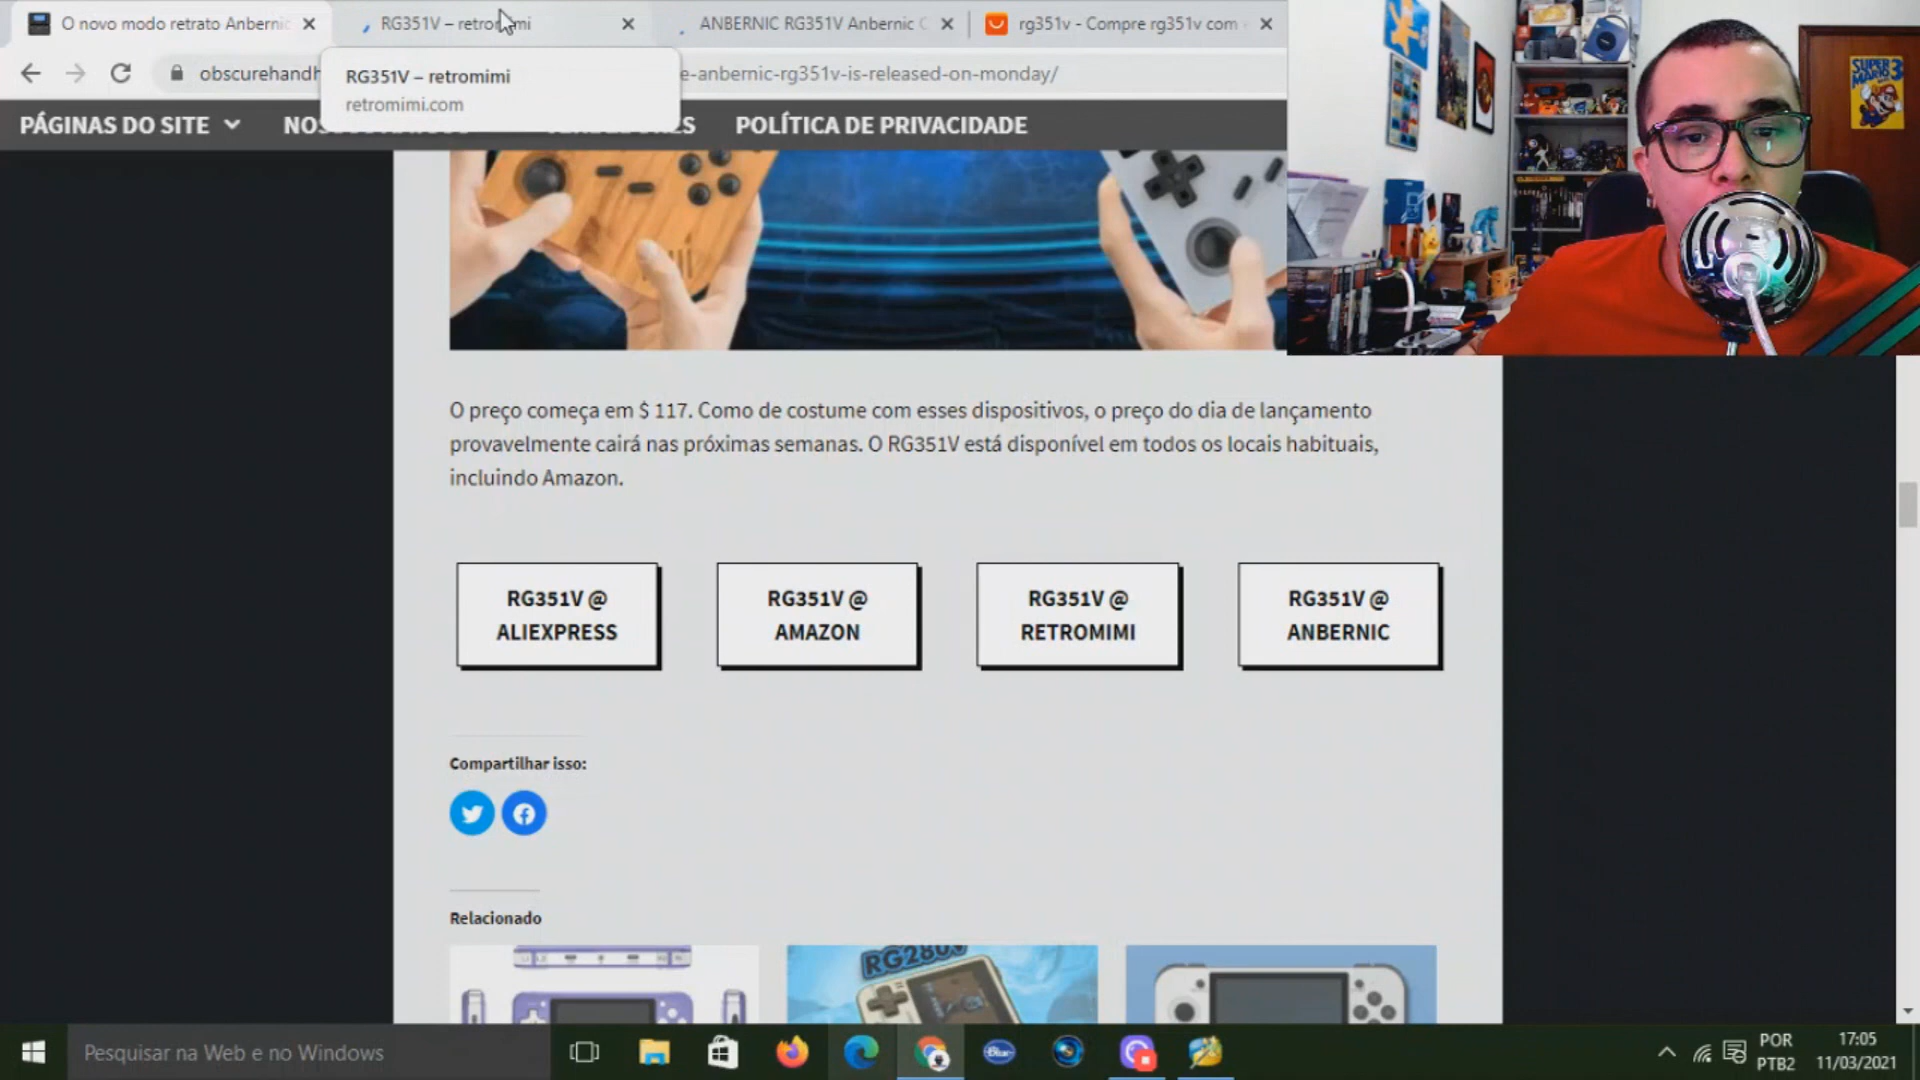 O novo modo retrato Anbernic
RG351V – retromimi
ANBERNIC RG351V Anbernic
rg351v - Compre rg351v com
e-anbernic-rg351v-is-released-on-monday/
RG351V – retromimi
retromimi.com
PÁGINAS DO SITE
POLÍTICA DE PRIVACIDADE
SUPER
MARIO 3
O preço começa em $ 117. Como de costume com esses dispositivos, o preço do dia de lançamento
provavelmente cairá nas próximas semanas. O RG351V está disponível em todos os locais habituais,
incluindo Amazon.
RG351V @
ALIEXPRESS
RG351V @
AMAZON
RG351V @
RETROMIMI
RG351V @
ANBERNIC
Compartilhar isso:
Relacionado
Pesquisar na Web e no Windows
POR
PTB2
17:05
11/03/2021